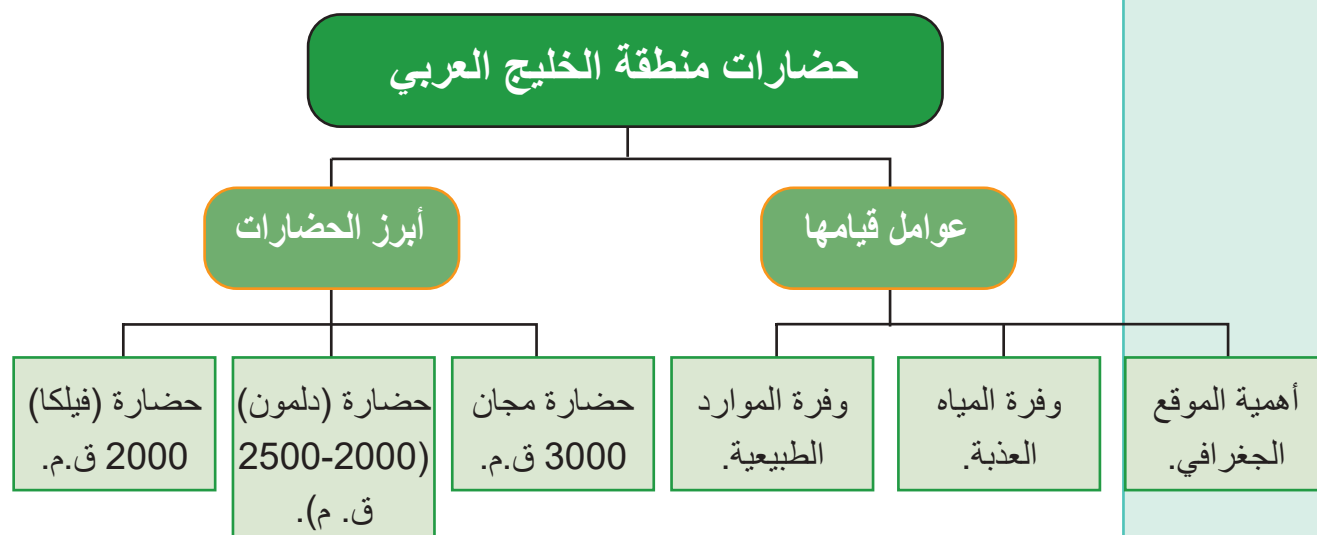 حضارات منطقة الخليج العربي
عوامل قيامها
أبرز الحضارات
أهمية الموقع
الجغرافي.
وفرة المياه
العذبة.
وفرة الموارد
الطبيعية.
حضارة مجان
3000 ق.م.
حضارة (دلمون)
(2000-2500
ق. م).
حضارة (فيلكا)
2000 ق.م.